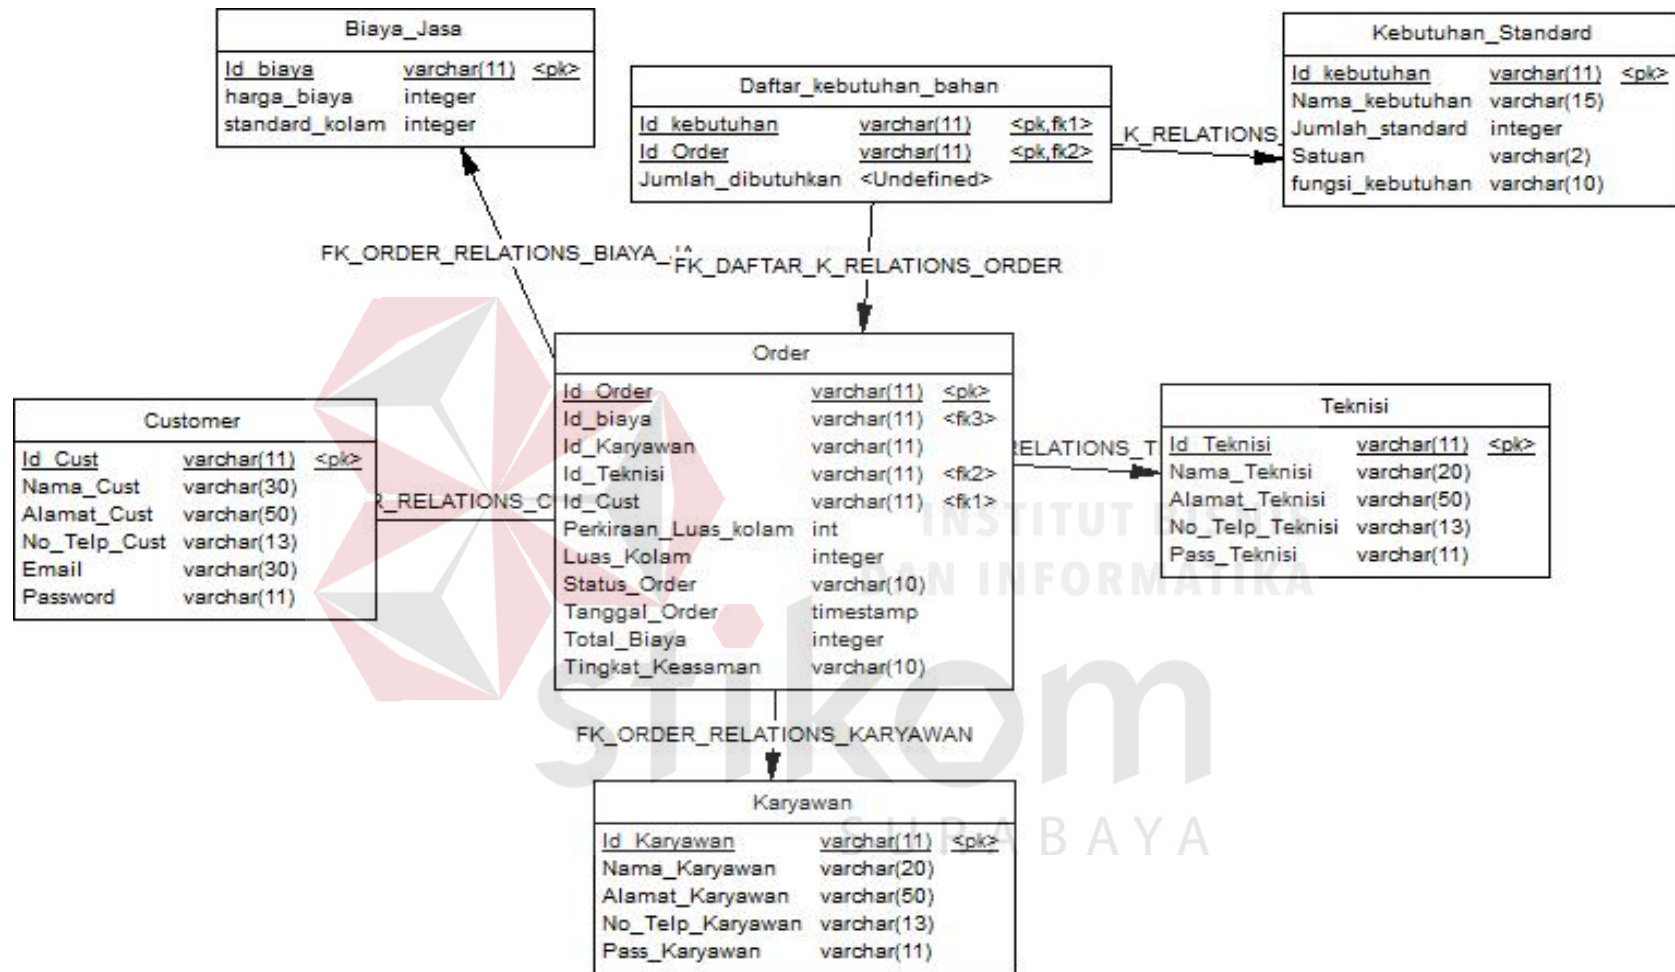 Biaya_Jasa
Id_biaya varchar(11) <pk>
harga_biaya integer
standard_kolam integer
Daftar_kebutuhan_bahan
Id_kebutuhan varchar(11) <pk,fk1>
Id_Order varchar(11) <pk,fk2>
Jumlah_dibutuhkan <Undefined>
Kebutuhan_Standard
Id_kebutuhan varchar(11) <pk>
Nama_kebutuhan varchar(15)
Jumlah_standard integer
Satuan varchar(2)
fungsi_kebutuhan varchar(10)
_K_RELATIONS_
FK_ORDER_RELATIONS_BIAYA_
FK_DAFTAR_K_RELATIONS_ORDER
Order
Id_Order varchar(11) <pk>
Id_biaya varchar(11) <fk3>
Id_Karyawan varchar(11)
Id_Teknisi varchar(11) <fk2>
Id_Cust varchar(11) <fk1>
Perkiraan_Luas_kolam int
Luas_Kolam integer
Status_Order varchar(10)
Tanggal_Order timestamp
Total_Biaya integer
Tingkat_Keasaman varchar(10)
Customer
Id_Cust varchar(11) <pk>
Nama_Cust varchar(30)
Alamat_Cust varchar(50)
No_Telp_Cust varchar(13)
Email varchar(30)
Password varchar(11)
R_RELATIONS_C
RELATIONS_T
Teknisi
Id_Teknisi varchar(11) <pk>
Nama_Teknisi varchar(20)
Alamat_Teknisi varchar(50)
No_Telp_Teknisi varchar(13)
Pass_Teknisi varchar(11)
INSTITUT BISNIS
DAN INFORMATIKA
stikom
SURABAYA
FK_ORDER_RELATIONS_KARYAWAN
Karyawan
Id_Karyawan varchar(11) <pk>
Nama_Karyawan varchar(20)
Alamat_Karyawan varchar(50)
No_Telp_Karyawan varchar(13)
Pass_Karyawan varchar(11)